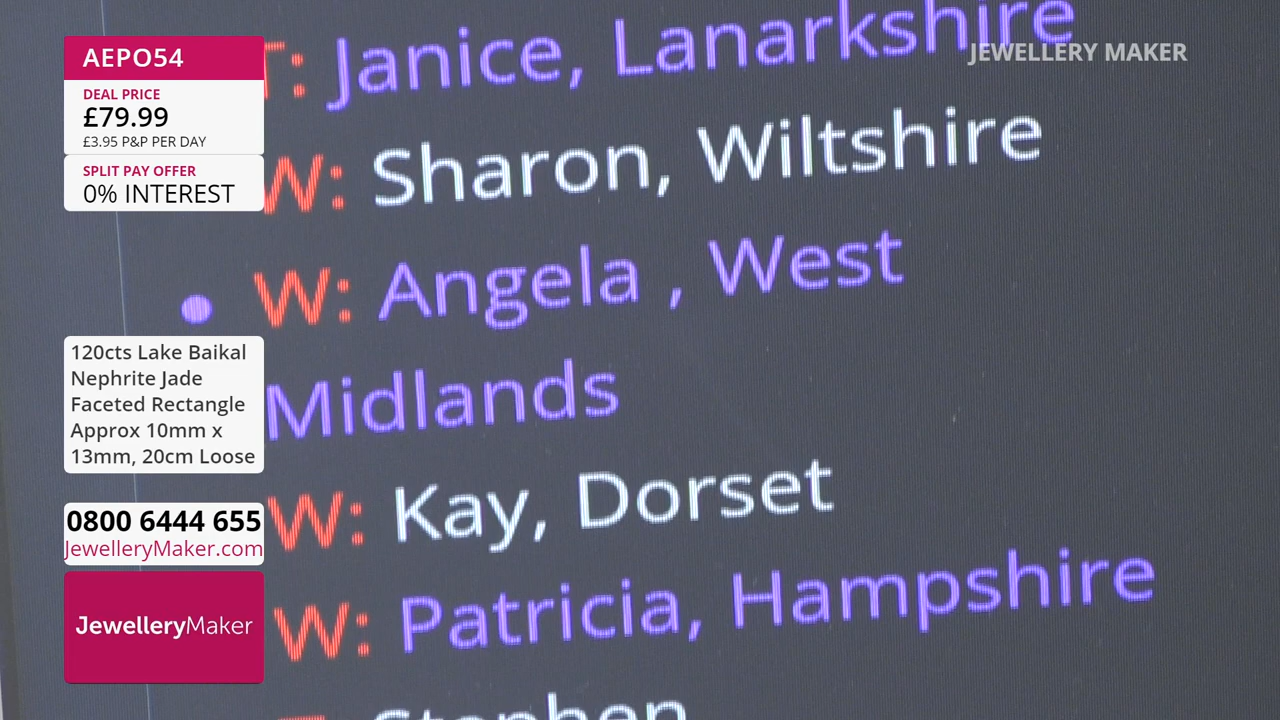 AEPO54
DEAL PRICE
£79.99
£3.95 P&P PER DAY
SPLIT PAY OFFER
0% INTEREST
120cts Lake Baikal
Nephrite Jade
Faceted Rectangle
Approx 10mm x
13mm, 20cm Loose
0800 6444 655
JewelleryMaker.com
JewelleryMaker
JEWELLERY MAKER
T: Janice, Lanarkshire
W: Sharon, Wiltshire
W: Angela , West
Midlands
W: Kay, Dorset
W: Patricia, Hampshire
Stephen